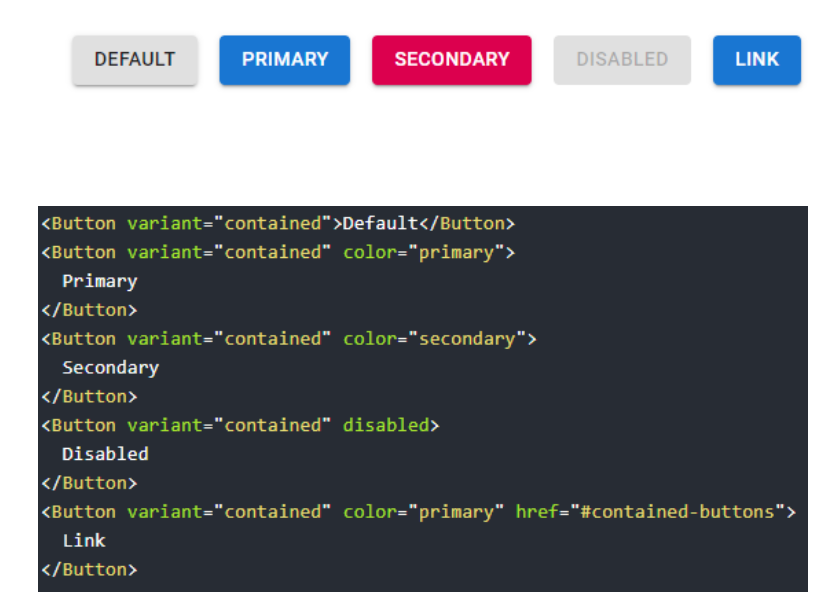 DEFAULT PRIMARY SECONDARY DISABLED LINK
<Button variant="contained">Default</Button>
<Button variant="contained" color="primary">
  Primary
</Button>
<Button variant="contained" color="secondary">
  Secondary
</Button>
<Button variant="contained" disabled>
  Disabled
</Button>
<Button variant="contained" color="primary" href="#contained-buttons">
  Link
</Button>